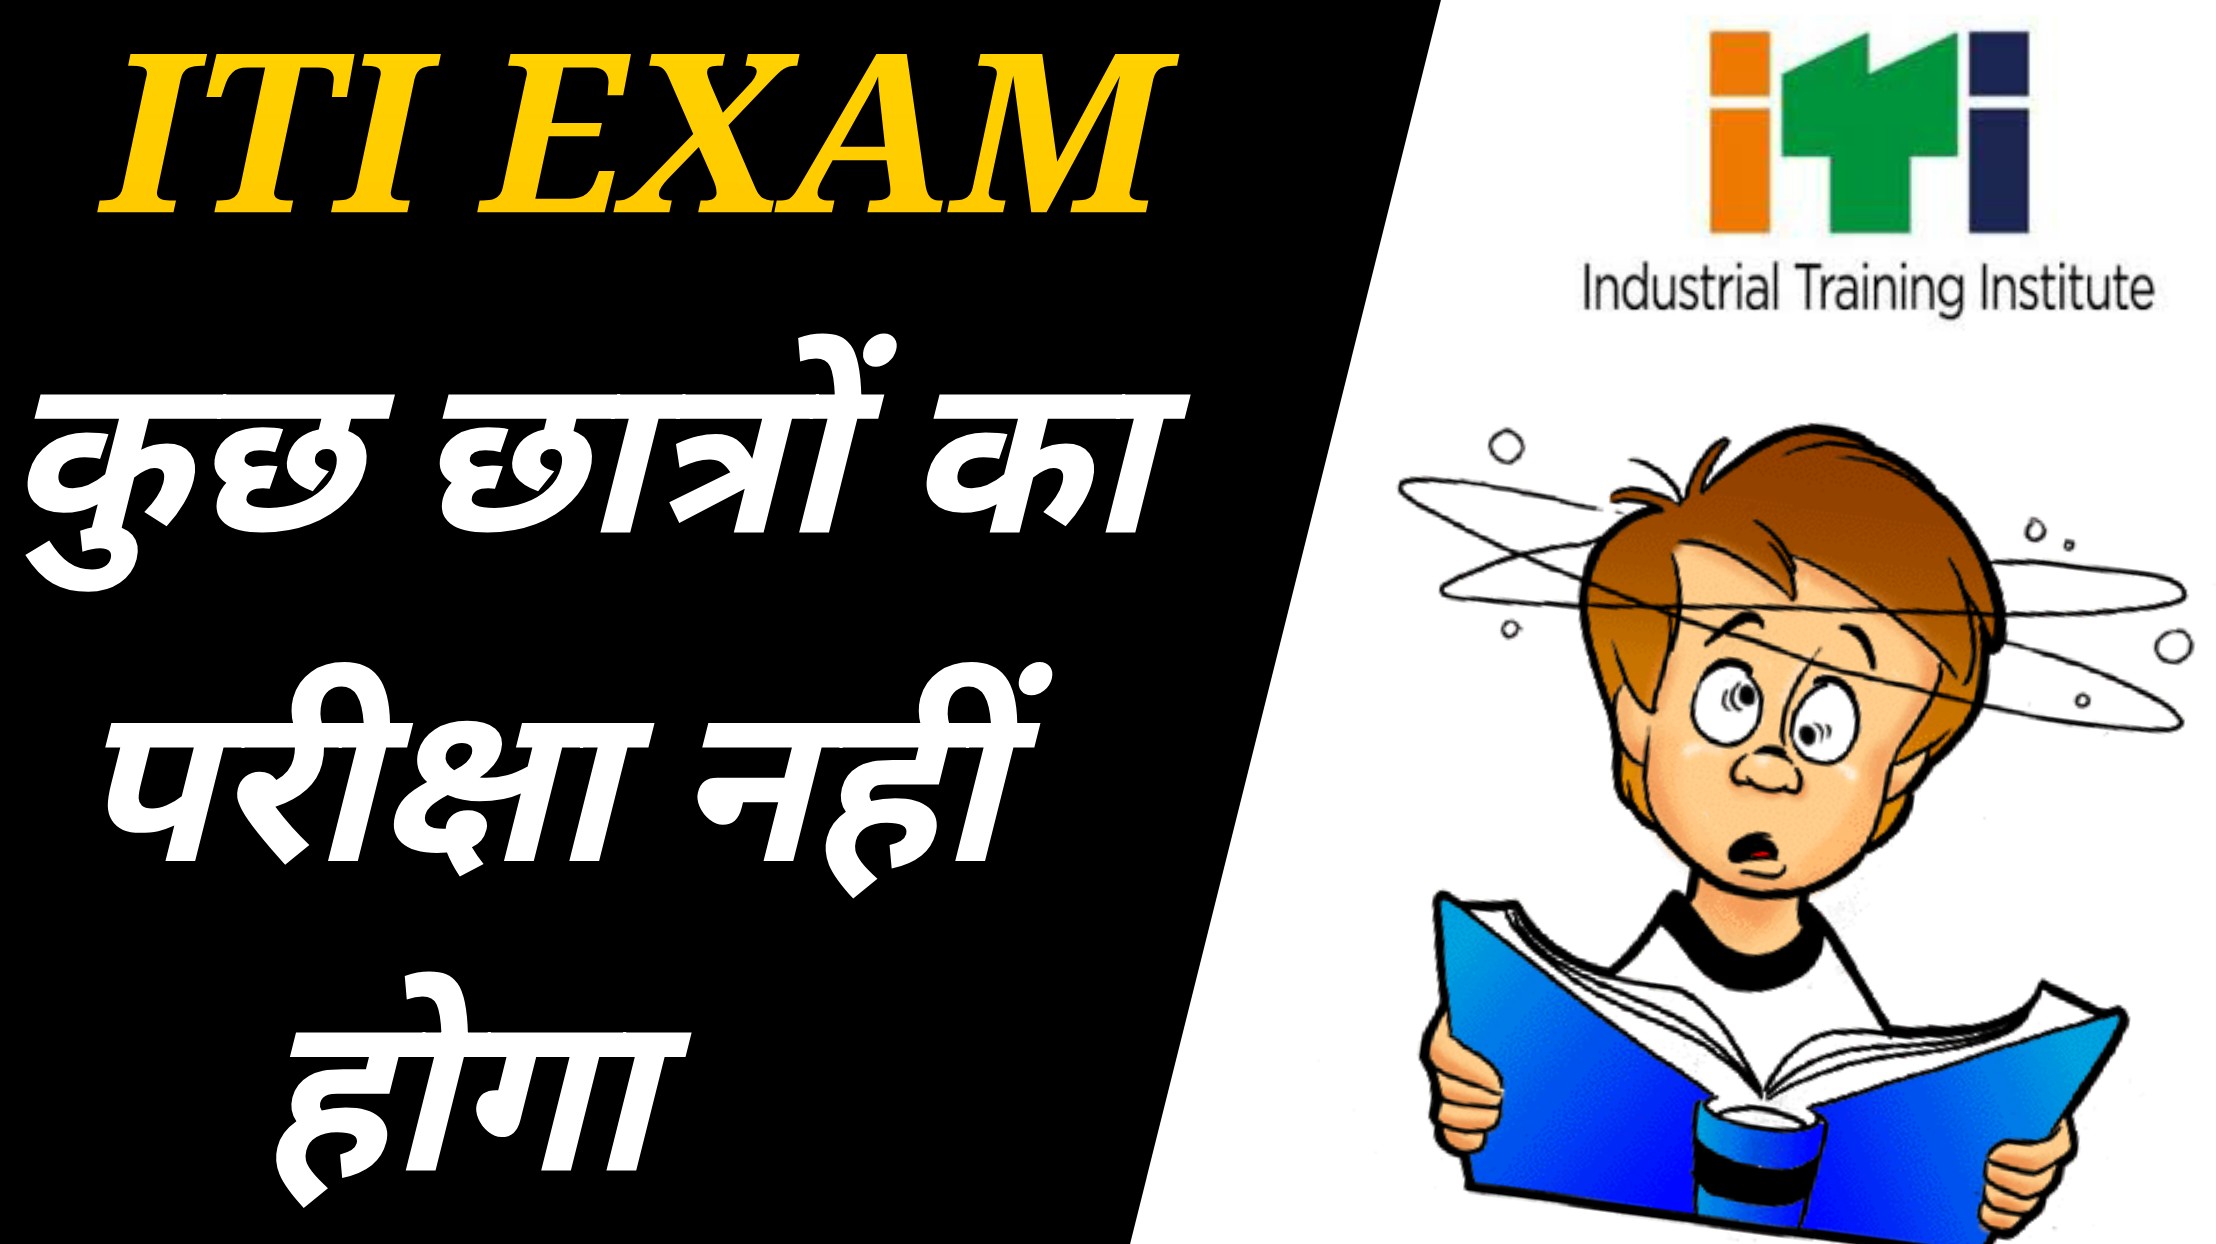 ITI EXAM
कुछ छात्रों का
परीक्षा नहीं
होगा
iTi
Industrial Training Institute